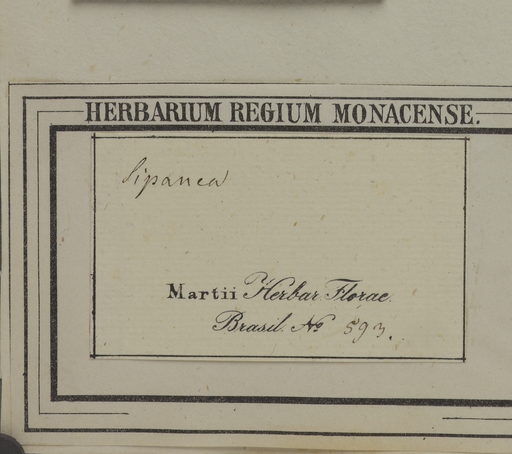 HERBARIUM REGIUM MONACENSE.
Sipanea
Martii Herbar. Florae.
Brasil. No 593.